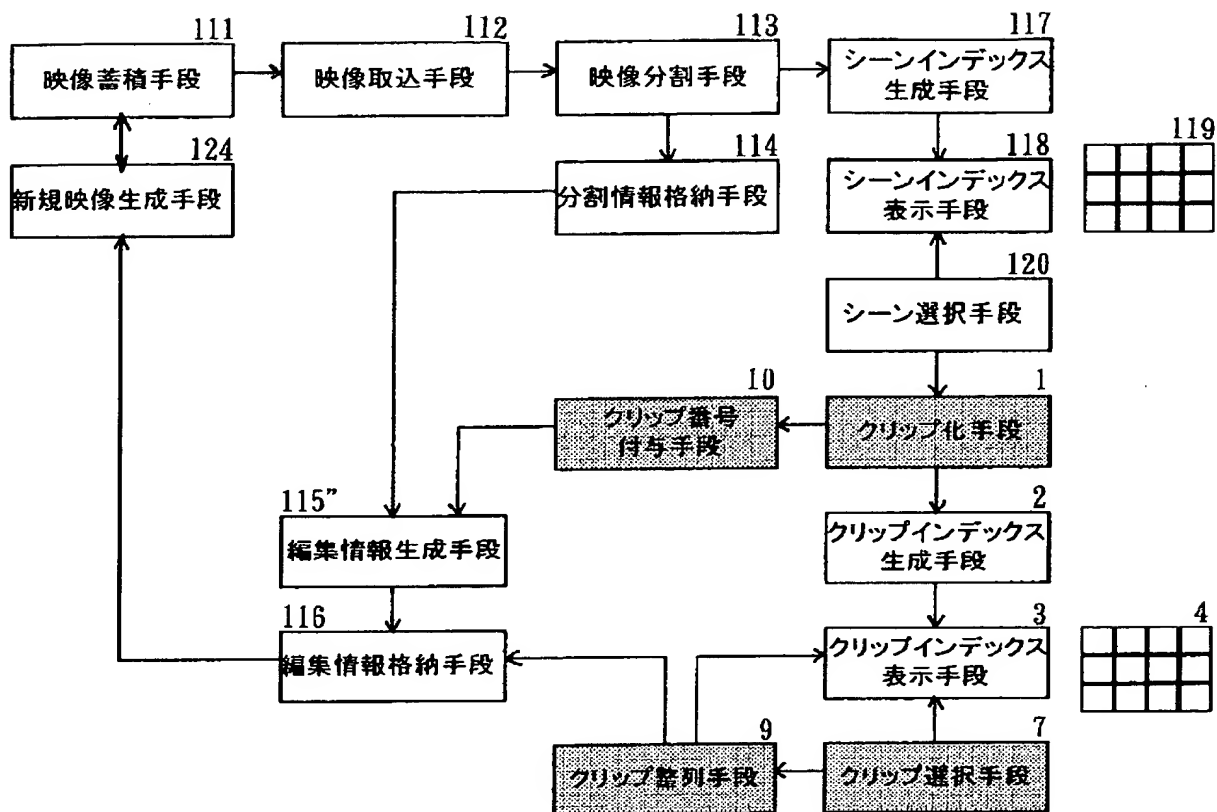 111
映像蓄積手段
112
映像取込手段
113
映像分割手段
117
シーンインデックス
生成手段
124
新規映像生成手段
114
分割情報格納手段
118
シーンインデックス
表示手段
119
120
シーン選択手段
10
クリップ番号
付与手段
1
クリップ化手段
115”
編集情報生成手段
2
クリップインデックス
生成手段
116
編集情報格納手段
3
クリップインデックス
表示手段
4
9
クリップ整列手段
7
クリップ選択手段